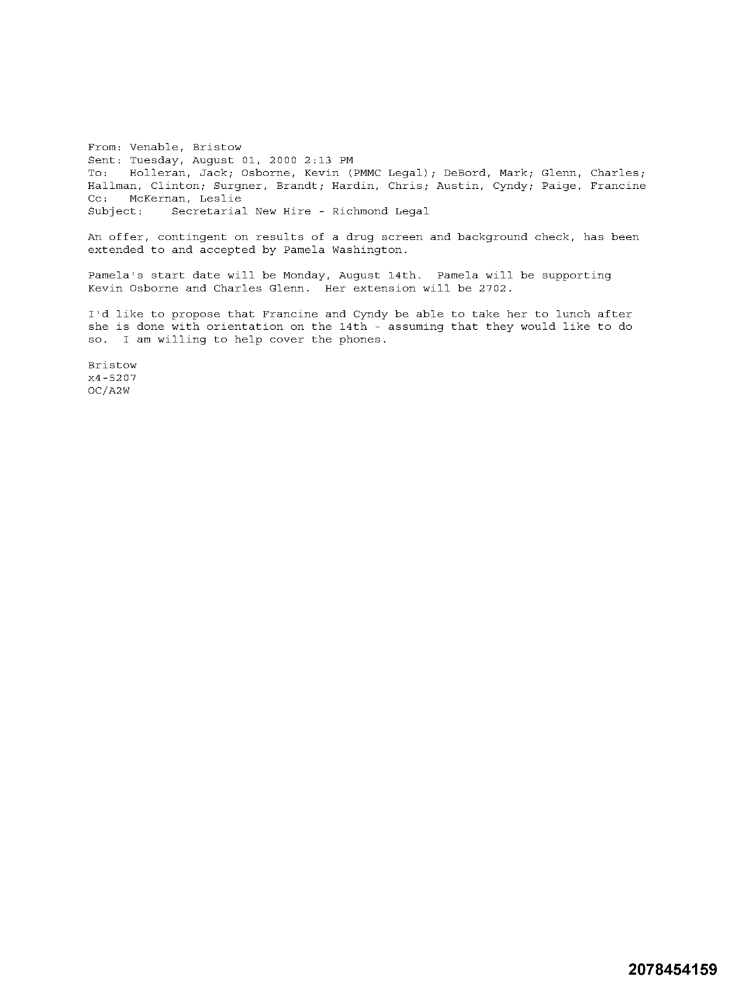 From: Venable, Bristow
Sent: Tuesday, August 01, 2000 2:13 PM
To: Holleran, Jack; Osborne, Kevin (PMMC Legal); DeBord, Mark; Glenn, Charles;
Hallman, Clinton; Surgner, Brandt; Hardin, Chris; Austin, Cyndy; Paige, Francine
Cc: McKernan, Leslie
Subject: Secretarial New Hire - Richmond Legal
An offer, contingent on results of a drug screen and background check, has been
extended to and accepted by Pamela Washington.
Pamela's start date will be Monday, August 14th. Pamela will be supporting
Kevin Osborne and Charles Glenn. Her extension will be 2702.
I'd like to propose that Francine and Cyndy be able to take her to lunch after
she is done with orientation on the 14th - assuming that they would like to do
so. I am willing to help cover the phones.
Bristow
x4-5207
OC/A2W
2078454159